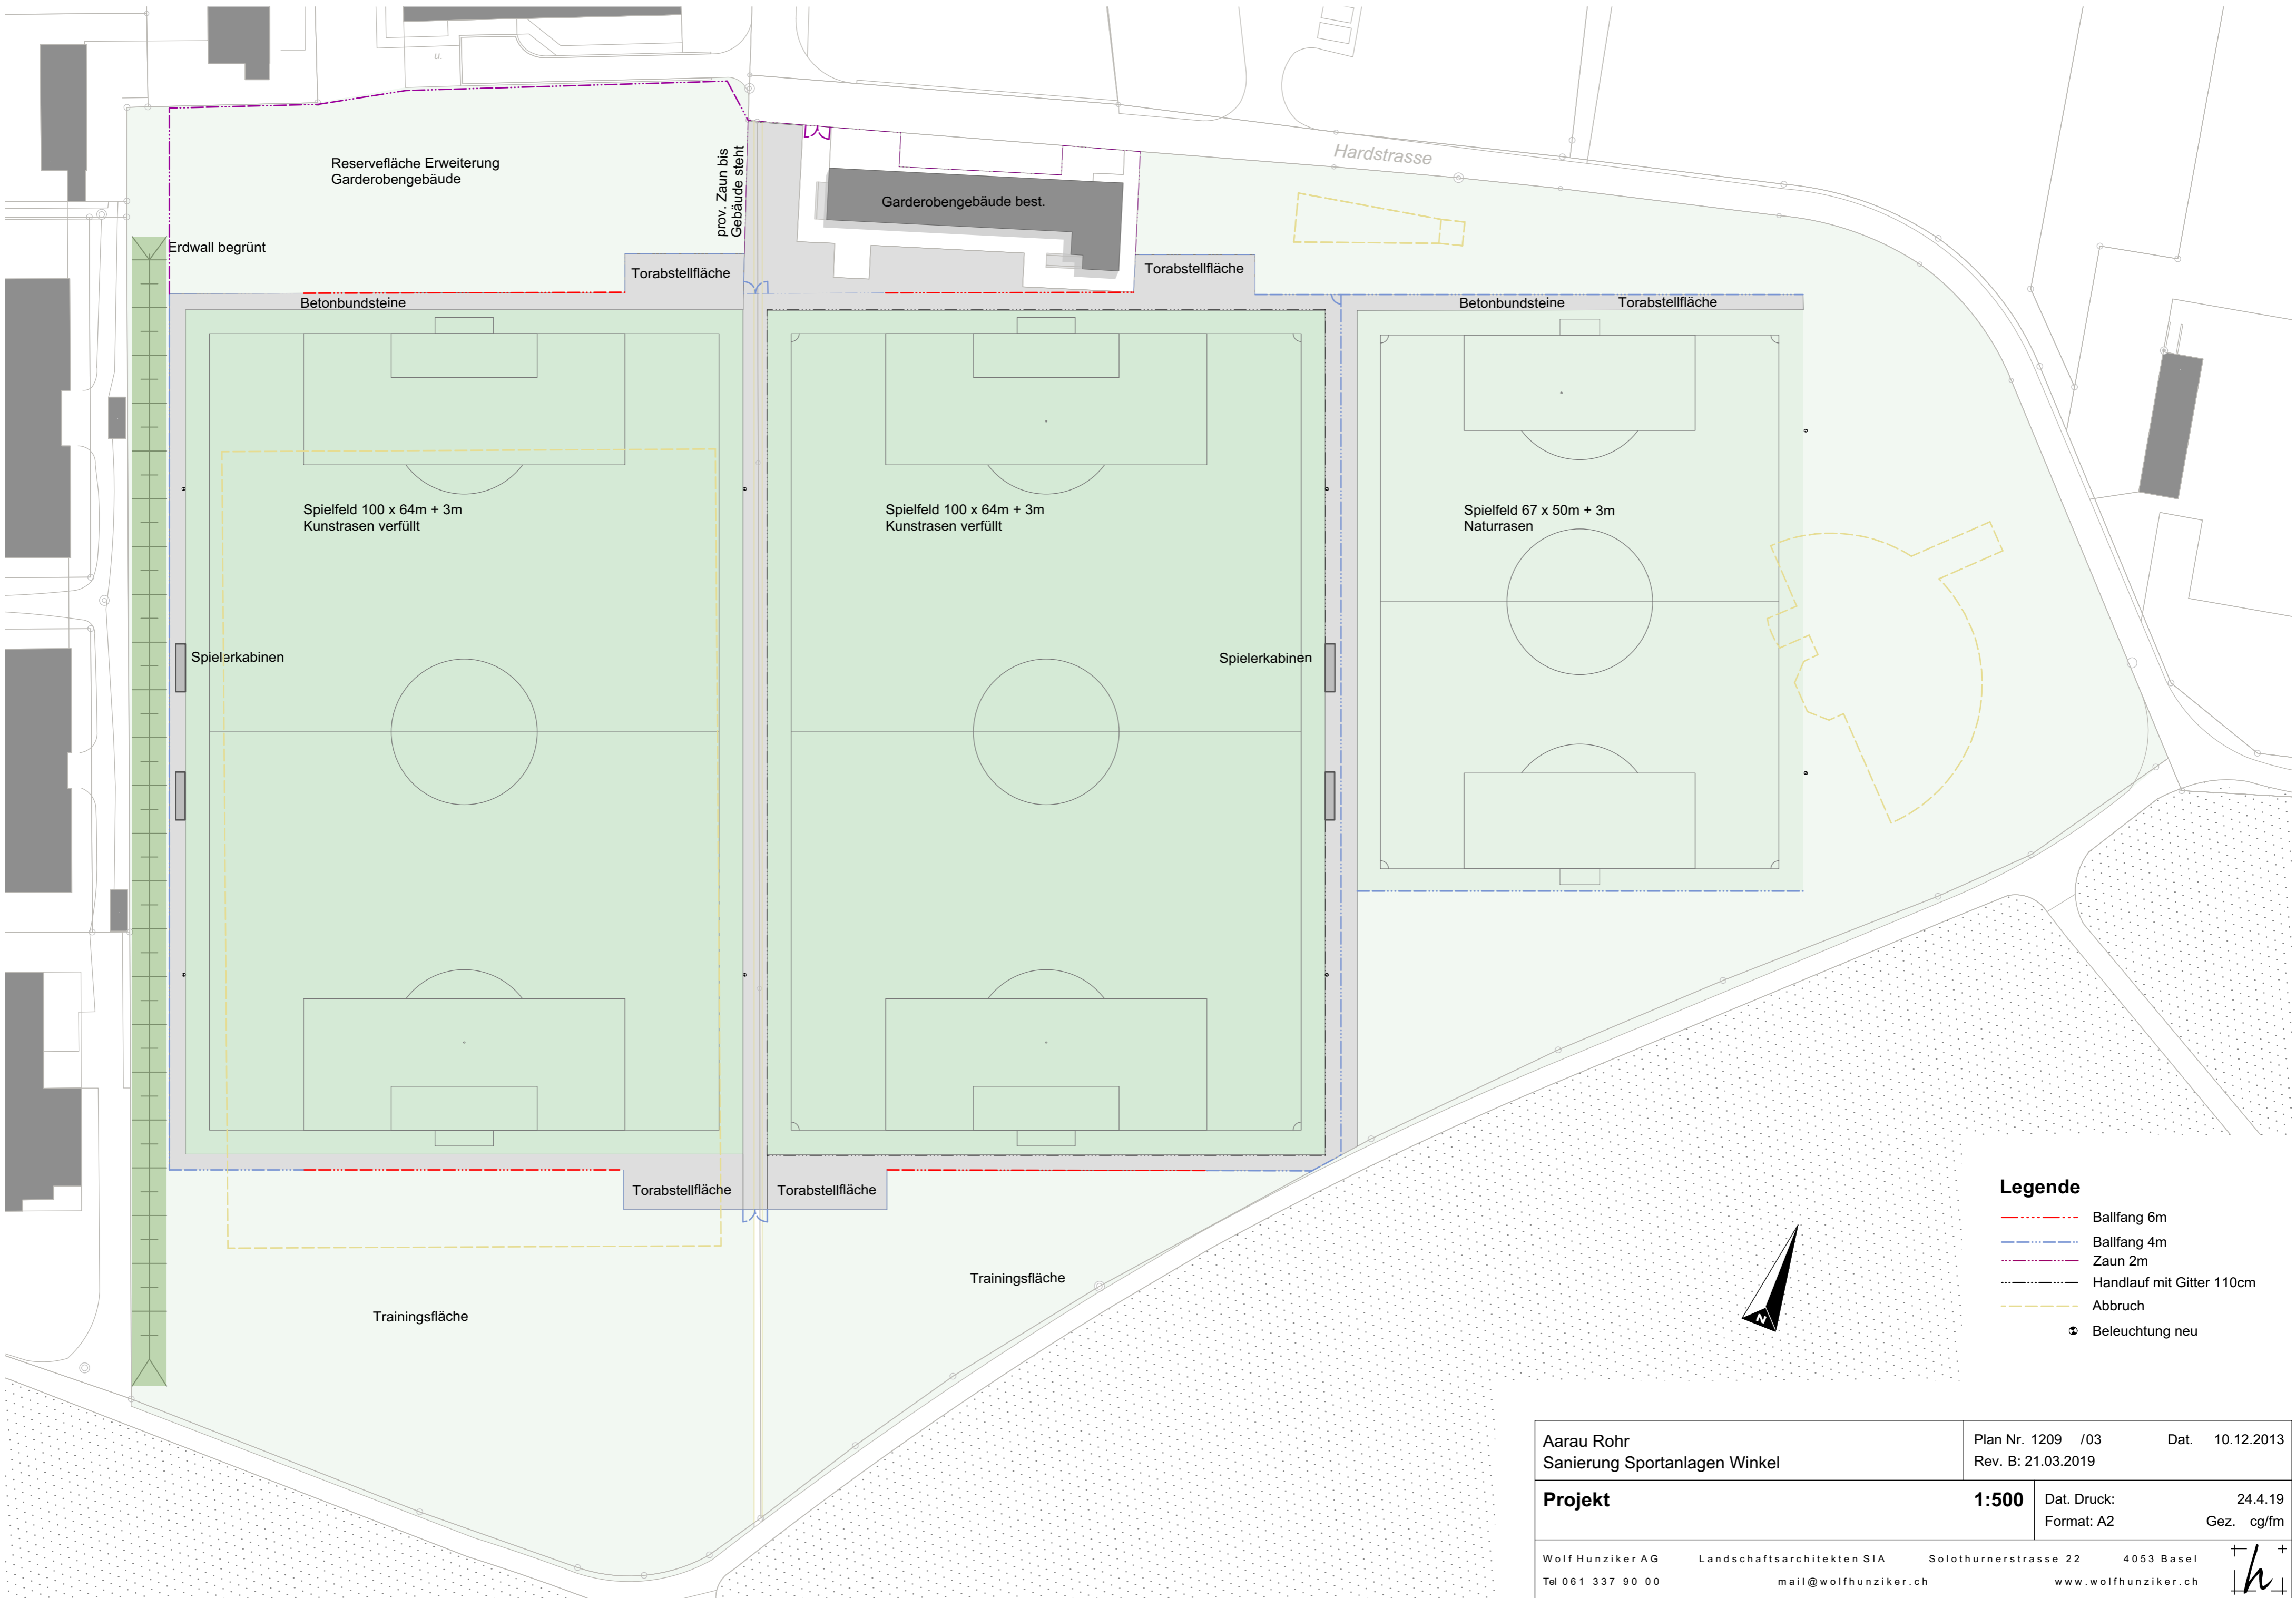 u.
Hardstrasse
Reservefläche Erweiterung
Garderobengebäude
prov. Zaun bis
Gebäude steht
Garderobengebäude best.
Erdwall begrünt
Torabstellfläche
Torabstellfläche
Betonbundsteine
Betonbundsteine
Torabstellfläche
Spielfeld 100 x 64m + 3m
Kunstrasen verfüllt
Spielfeld 100 x 64m + 3m
Kunstrasen verfüllt
Spielfeld 67 x 50m + 3m
Naturrasen
Spielerkabinen
Spielerkabinen
Torabstellfläche
Torabstellfläche
Trainingsfläche
Trainingsfläche
N
Legende
Ballfang 6m
Ballfang 4m
Zaun 2m
Handlauf mit Gitter 110cm
Abbruch
Beleuchtung neu
Aarau Rohr
Sanierung Sportanlagen Winkel
Plan Nr. 1209 /03 Dat. 10.12.2013
Rev. B: 21.03.2019
Projekt 1:500
Dat. Druck: 24.4.19
Format: A2 Gez. cg/fm
Wolf Hunziker AG Landschaftsarchitekten SIA Solothurnerstrasse 22 4053 Basel
Tel 061 337 90 00 mail@wolfhunziker.ch www.wolfhunziker.ch
h